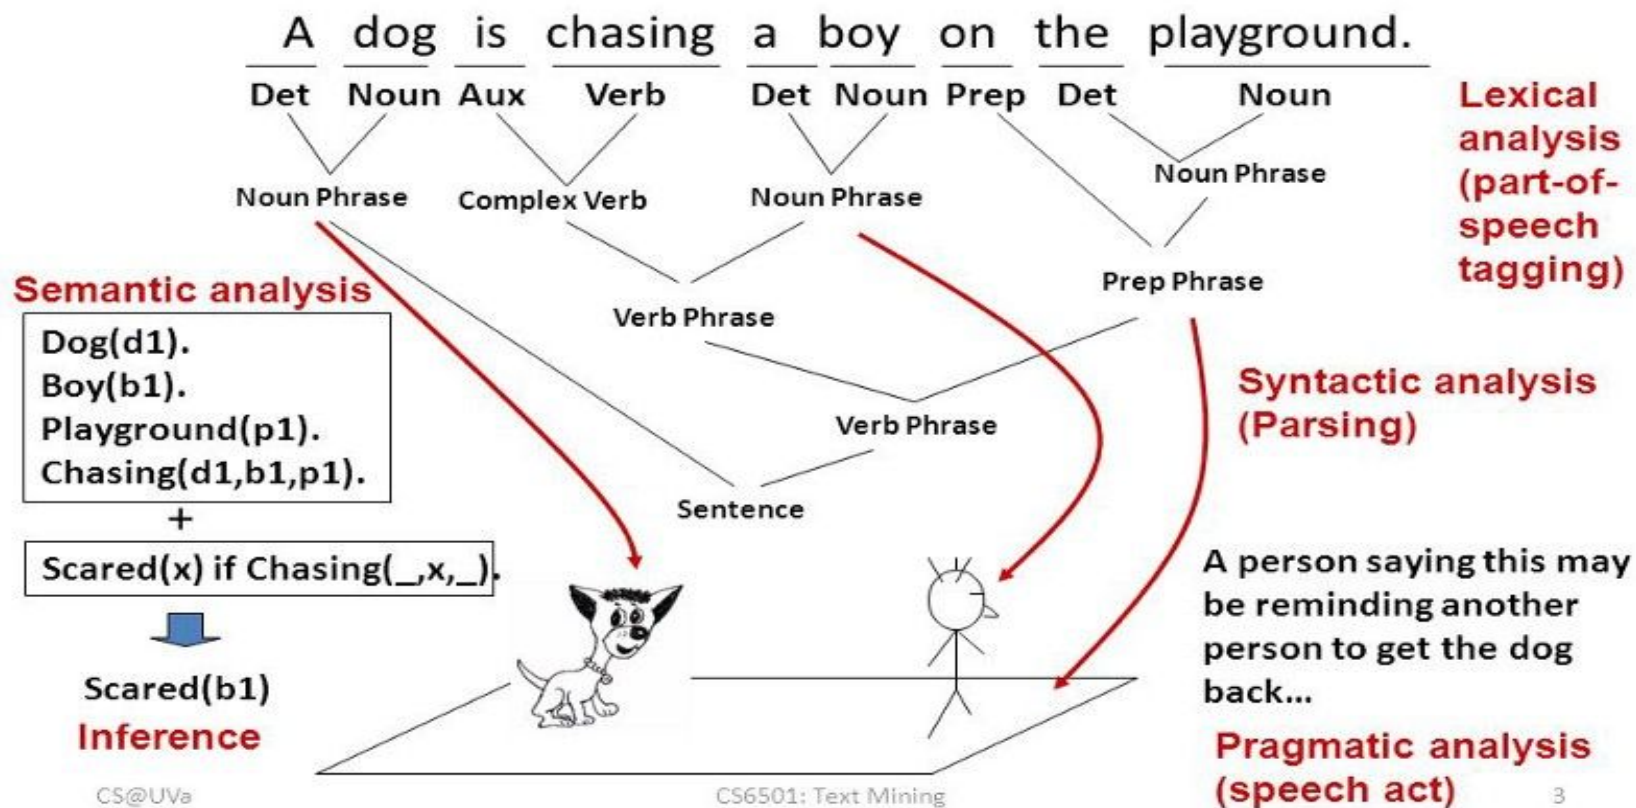 A dog is chasing a boy on the playground.
Det Noun Aux Verb Det Noun Prep Det Noun
Lexical
analysis
(part-of-
speech
tagging)
Noun Phrase Complex Verb Noun Phrase Noun Phrase
Prep Phrase
Verb Phrase
Verb Phrase
Sentence
Semantic analysis
Dog(d1).
Boy(b1).
Playground(p1).
Chasing(d1,b1,p1).
+
Scared(x) if Chasing(_,x,_).
Scared(b1)
Inference
Syntactic analysis
(Parsing)
A person saying this may
be reminding another
person to get the dog
back...
Pragmatic analysis
(speech act)
CS@UVa
CS6501: Text Mining
3